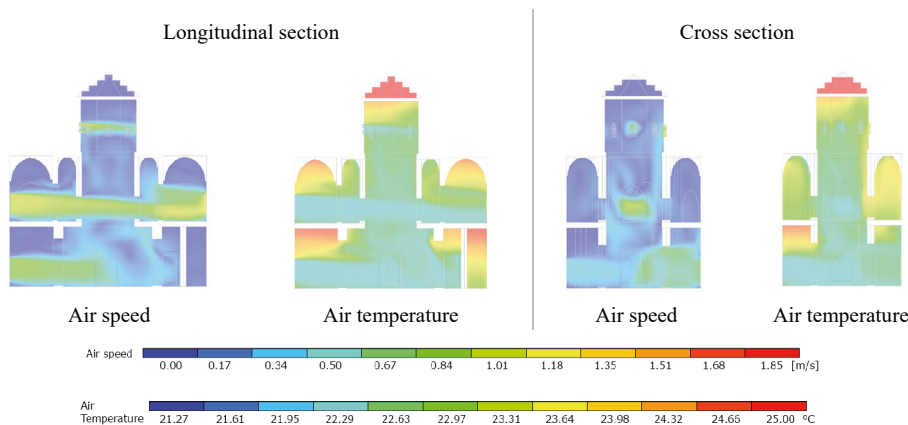 Longitudinal section Cross section
Air speed Air temperature Air speed Air temperature
Air speed
0.00 0.17 0.34 0.50 0.67 0.84 1.01 1.18 1.35 1.51 1.68 1.85 [m/s]
Air
Temperature
21.27 21.61 21.95 22.29 22.63 22.97 23.31 23.64 23.98 24.32 24.65 25.00 ºC